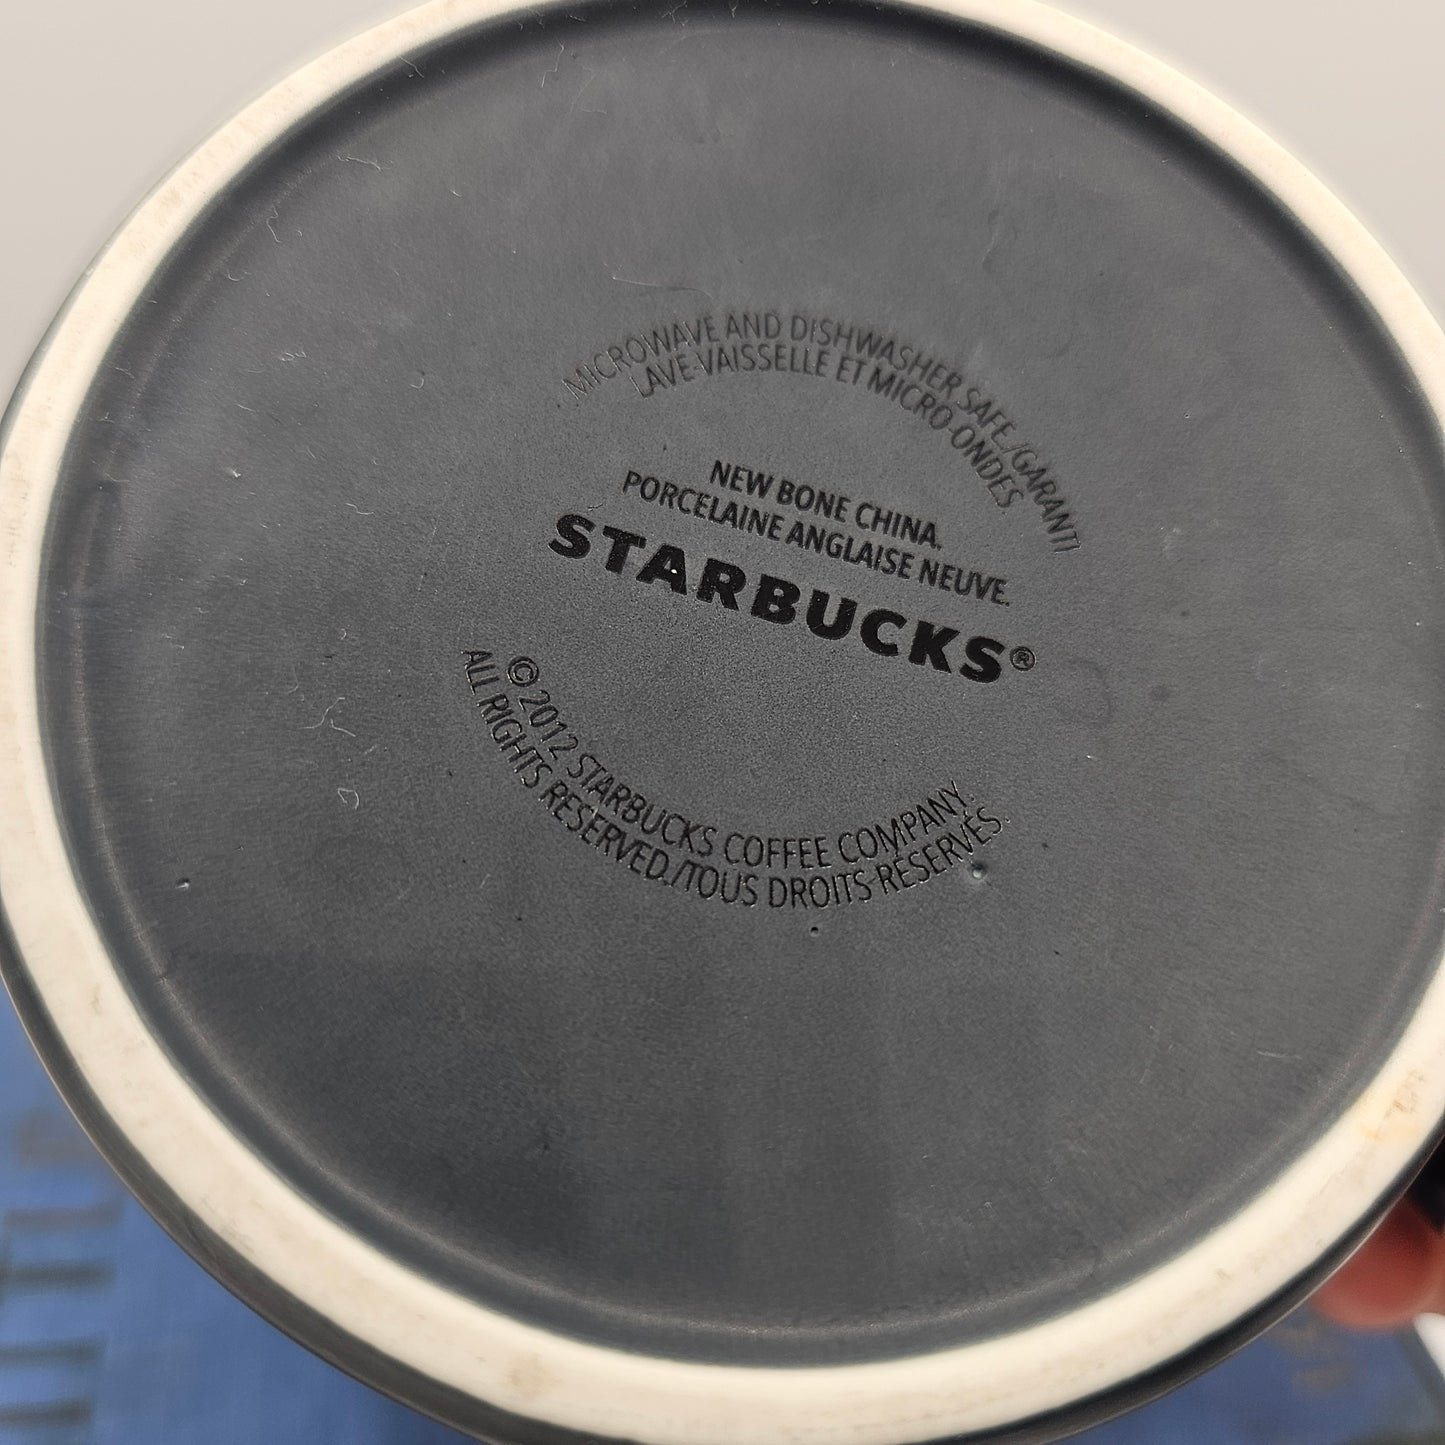 MICROWAVE AND DISHWASHER SAFE./GARANTI
LAVE-VAISSELLE ET MICRO-ONDES.
NEW BONE CHINA.
PORCELAINE ANGLAISE NEUVE.
STARBUCKS®
© 2012 STARBUCKS COFFEE COMPANY.
ALL RIGHTS RESERVED./TOUS DROITS RÉSERVÉS.